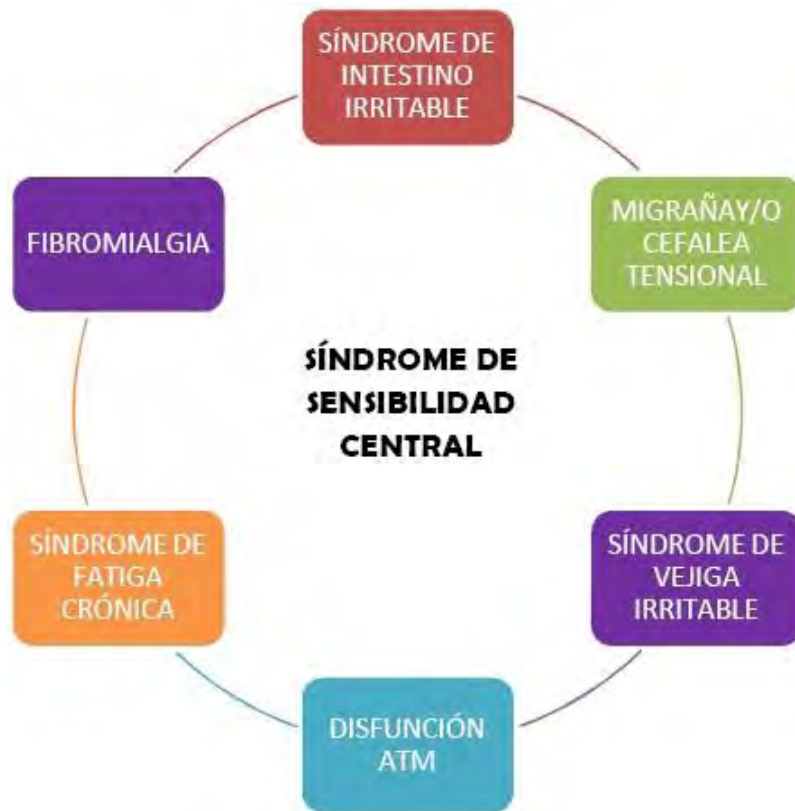 SÍNDROME DE
INTESTINO
IRRITABLE
MIGRAÑAY/O
CEFALEA
TENSIONAL
SÍNDROME DE
VEJIGA
IRRITABLE
DISFUNCIÓN
ATM
SÍNDROME DE
FATIGA
CRÓNICA
FIBROMIALGIA
SÍNDROME DE
SENSIBILIDAD
CENTRAL